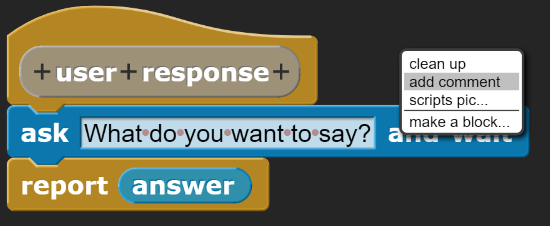 + user + response +
ask What do you want to say? and wait
report answer
clean up
add comment
scripts pic...
make a block...